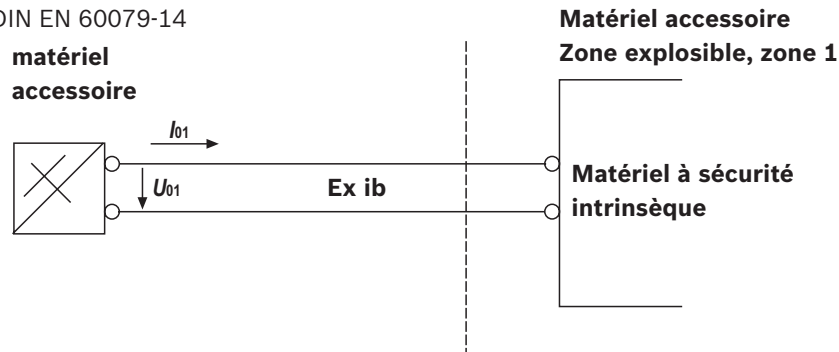 DIN EN 60079-14
matériel
accessoire
Matériel accessoire
Zone explosible, zone 1
I01
U01
Ex ib
Matériel à sécurité
intrinsèque